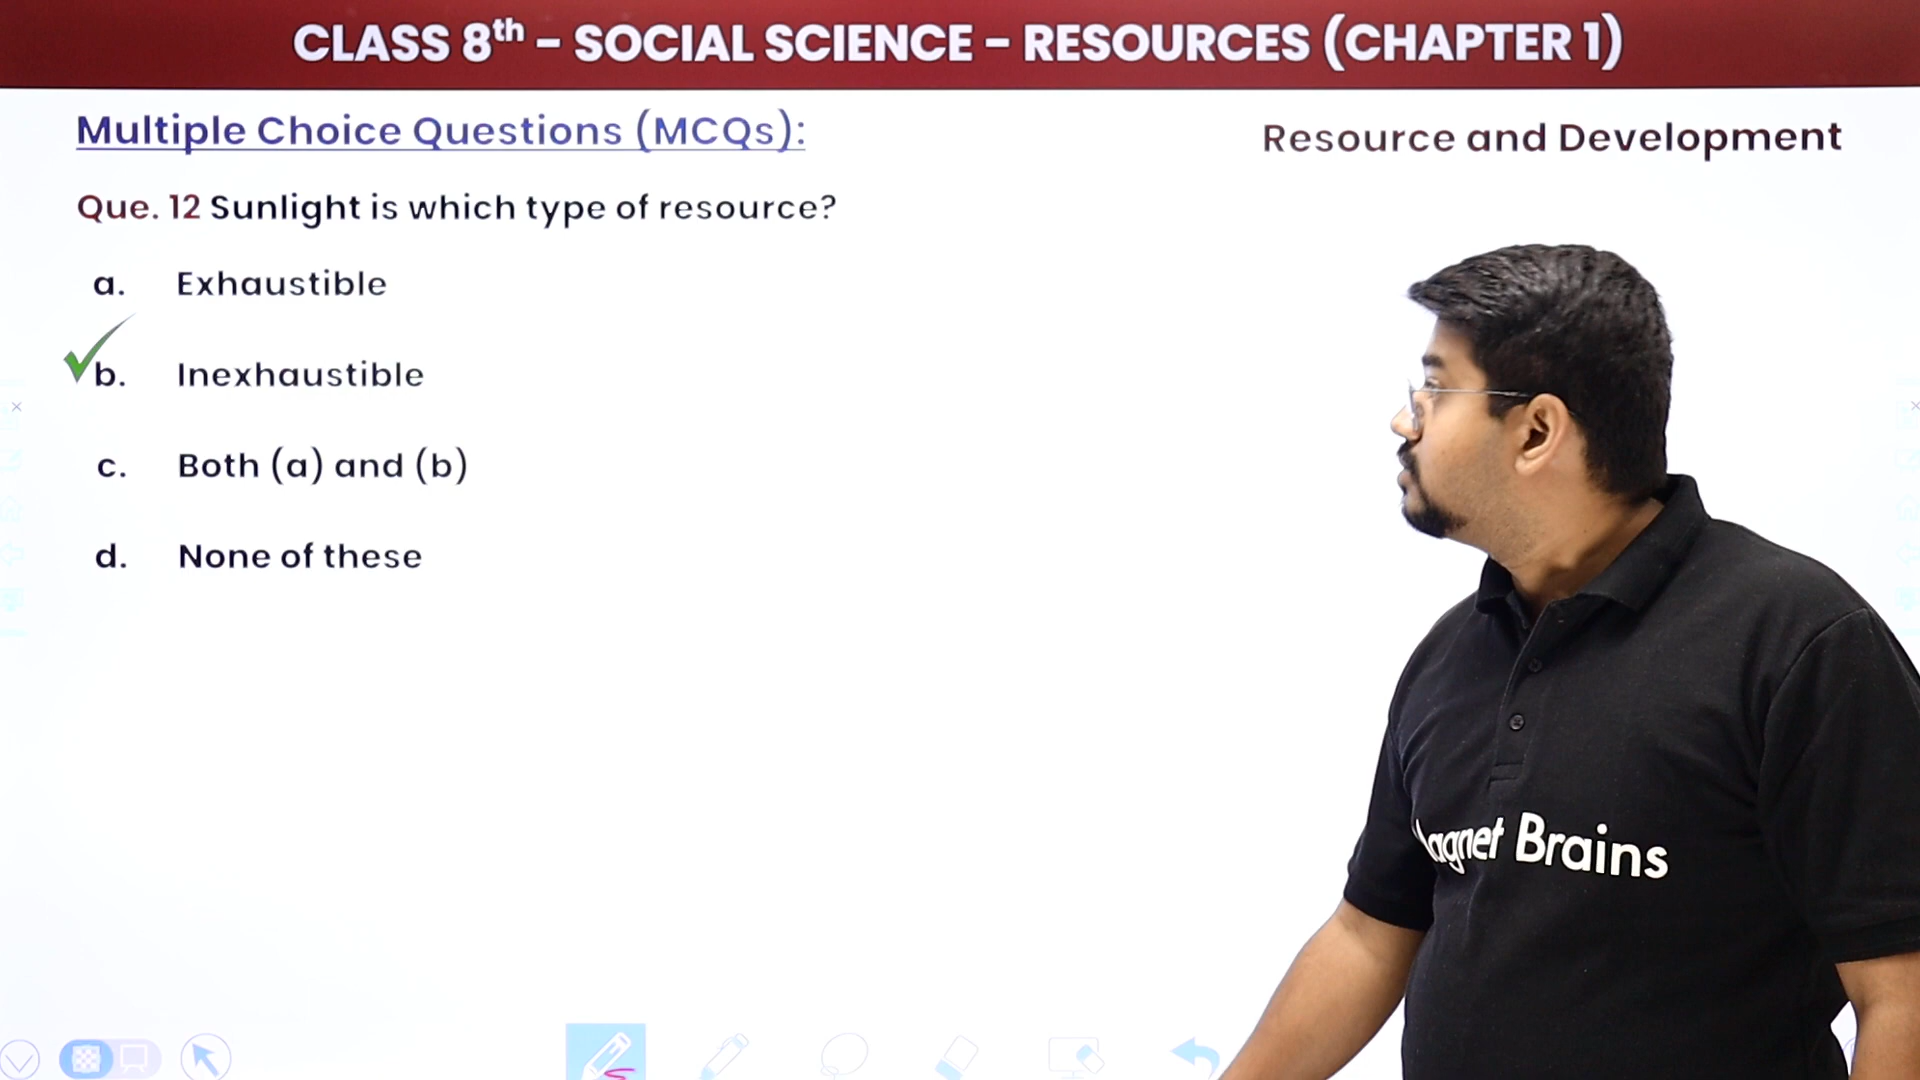 CLASS 8th - SOCIAL SCIENCE - RESOURCES (CHAPTER 1)
Multiple Choice Questions (MCQs):
Resource and Development
Que. 12 Sunlight is which type of resource?
a. Exhaustible
b. Inexhaustible
c. Both (a) and (b)
d. None of these
agnet Brains